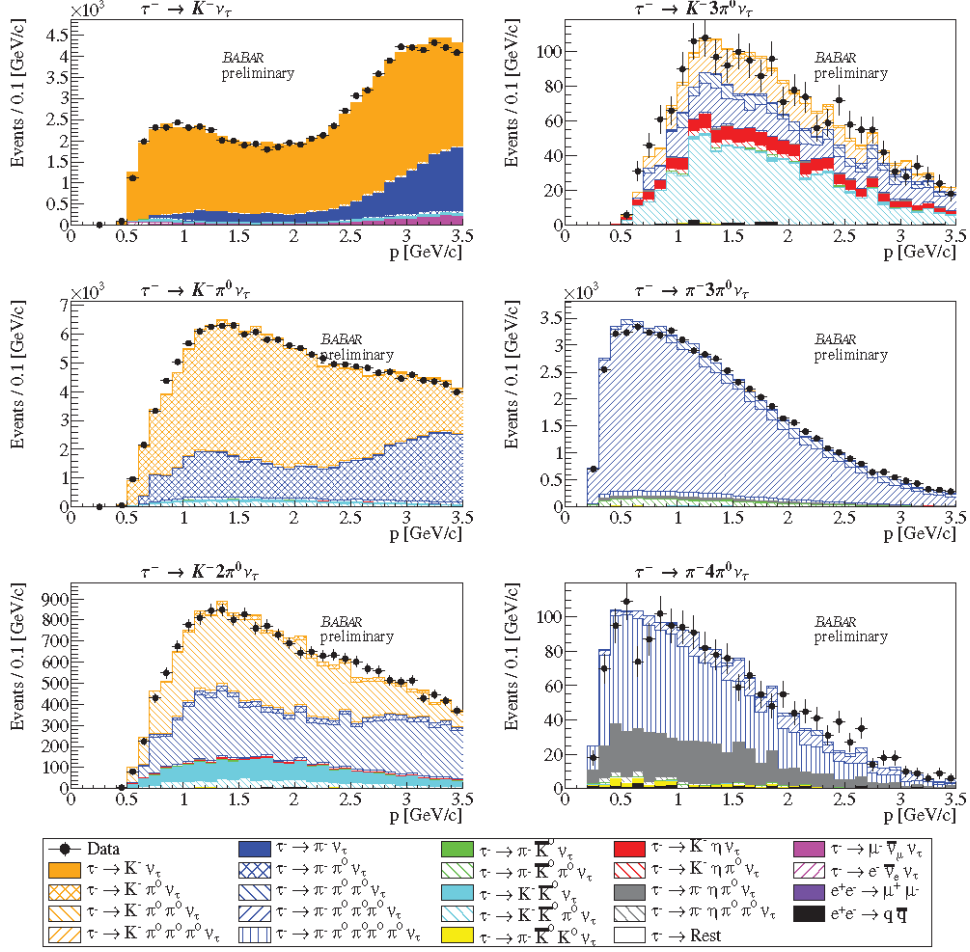 τ⁻ → K⁻ ν_τ
×10³
Events / 0.1 [GeV/c]
4.5
4
3.5
3
2.5
2
1.5
1
0.5
0
BABAR
preliminary
0 0.5 1 1.5 2 2.5 3 3.5
p [GeV/c]
τ⁻ → K⁻3π⁰ν_τ
Events / 0.1 [GeV/c]
100
80
60
40
20
0
BABAR
preliminary
0 0.5 1 1.5 2 2.5 3 3.5
p [GeV/c]
τ⁻ → K⁻π⁰ν_τ
×10³
Events / 0.1 [GeV/c]
7
6
5
4
3
2
1
0
BABAR
preliminary
0 0.5 1 1.5 2 2.5 3 3.5
p [GeV/c]
τ⁻ → π⁻3π⁰ν_τ
×10³
Events / 0.1 [GeV/c]
3.5
3
2.5
2
1.5
1
0.5
0
BABAR
preliminary
0 0.5 1 1.5 2 2.5 3 3.5
p [GeV/c]
τ⁻ → K⁻2π⁰ν_τ
Events / 0.1 [GeV/c]
900
800
700
600
500
400
300
200
100
0
BABAR
preliminary
0 0.5 1 1.5 2 2.5 3 3.5
p [GeV/c]
τ⁻ → π⁻4π⁰ν_τ
Events / 0.1 [GeV/c]
100
80
60
40
20
0
BABAR
preliminary
0 0.5 1 1.5 2 2.5 3 3.5
p [GeV/c]
Data
τ⁻ → K⁻ ν_τ
τ⁻ → K⁻ π⁰ ν_τ
τ⁻ → K⁻ π⁰ π⁰ ν_τ
τ⁻ → K⁻ π⁰ π⁰ π⁰ ν_τ
τ⁻ → π⁻ ν_τ
τ⁻ → π⁻ π⁰ ν_τ
τ⁻ → π⁻ π⁰ π⁰ ν_τ
τ⁻ → π⁻ π⁰ π⁰ π⁰ ν_τ
τ⁻ → π⁻ π⁰ π⁰ π⁰ π⁰ ν_τ
τ⁻ → π⁻ K̅⁰ ν_τ
τ⁻ → π⁻ K̅⁰ π⁰ ν_τ
τ⁻ → K⁻ K̅⁰ ν_τ
τ⁻ → K⁻ K̅⁰ π⁰ ν_τ
τ⁻ → π⁻ K̅⁰ K⁰ ν_τ
τ⁻ → K⁻ η ν_τ
τ⁻ → K⁻ η π⁰ ν_τ
τ⁻ → π⁻ η π⁰ ν_τ
τ⁻ → π⁻ η π⁰ π⁰ ν_τ
τ⁻ → Rest
τ⁻ → μ⁻ ν̅_μ ν_τ
τ⁻ → e⁻ ν̅_e ν_τ
e⁺e⁻ → μ⁺ μ⁻
e⁺e⁻ → q q̅